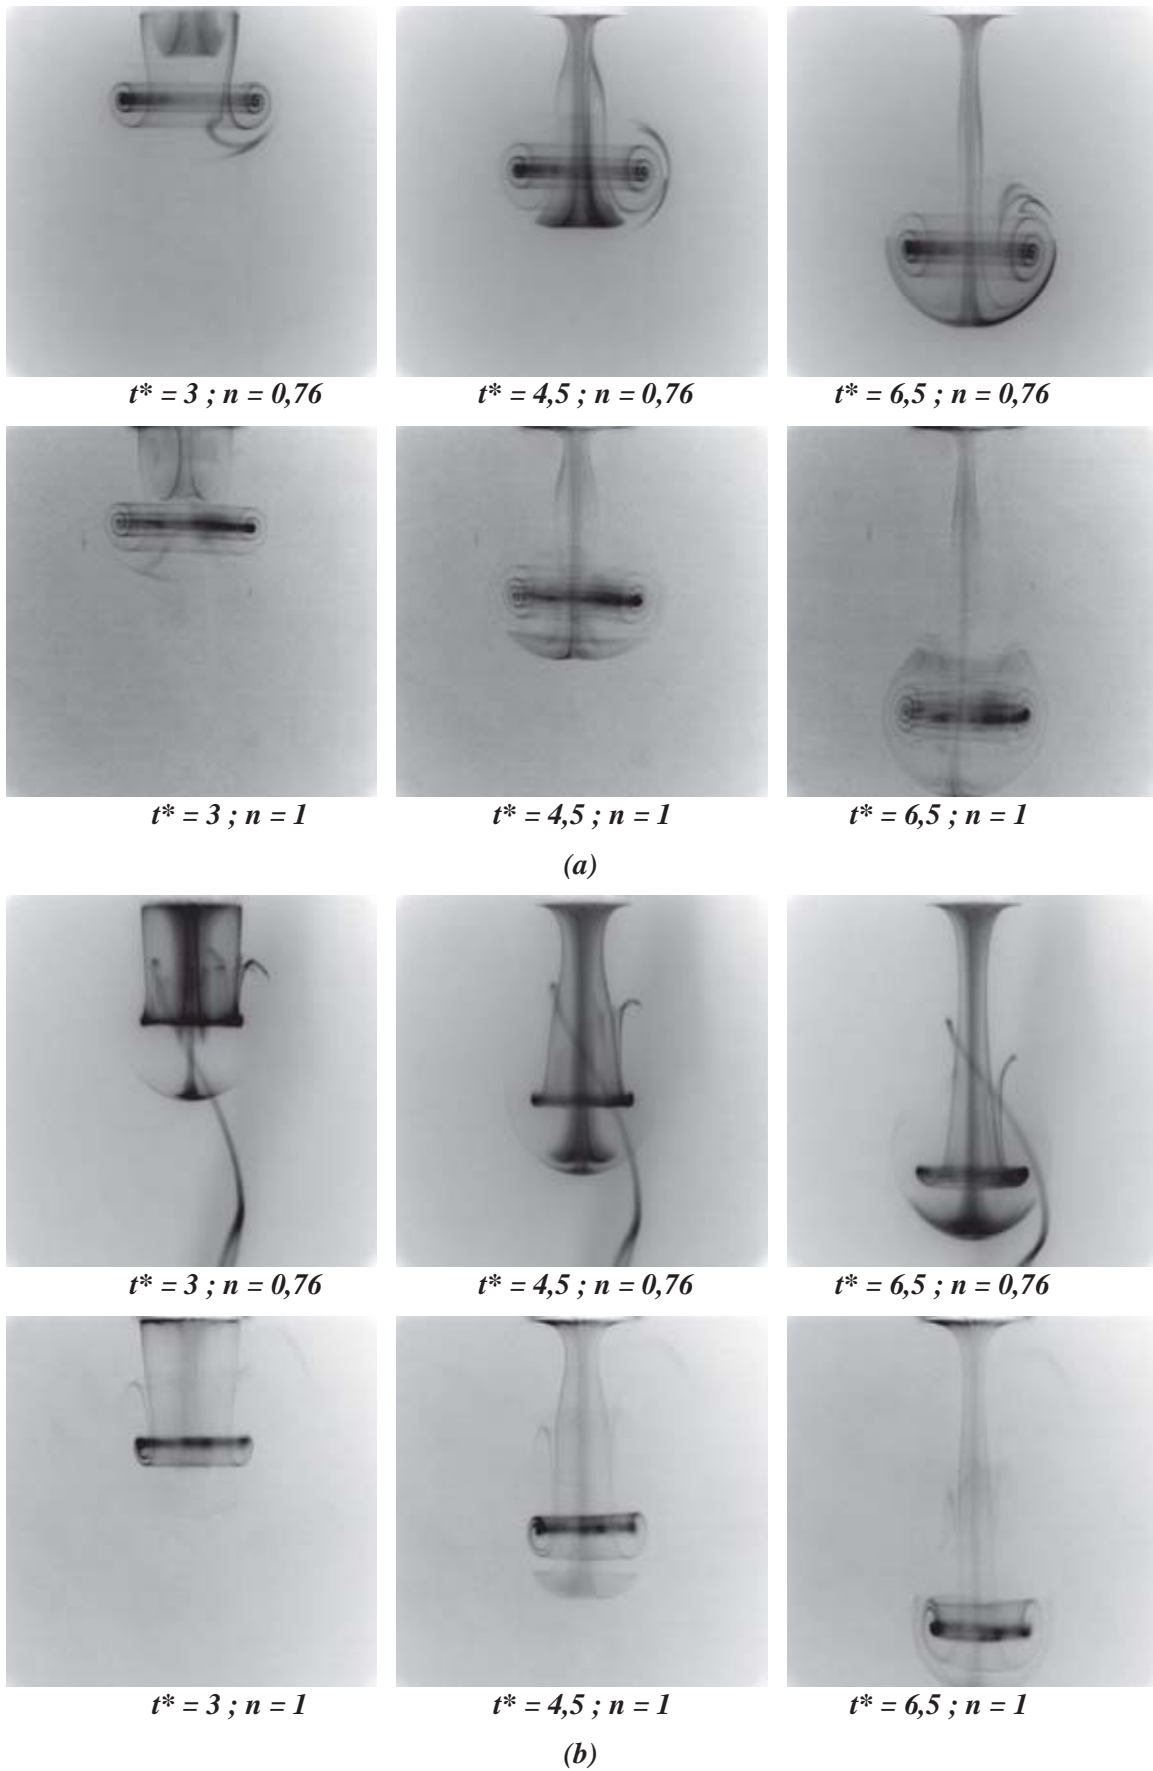 t* = 3 ; n = 0,76 t* = 4,5 ; n = 0,76 t* = 6,5 ; n = 0,76
t* = 3 ; n = 1 t* = 4,5 ; n = 1 t* = 6,5 ; n = 1
(a)
t* = 3 ; n = 0,76 t* = 4,5 ; n = 0,76 t* = 6,5 ; n = 0,76
t* = 3 ; n = 1 t* = 4,5 ; n = 1 t* = 6,5 ; n = 1
(b)